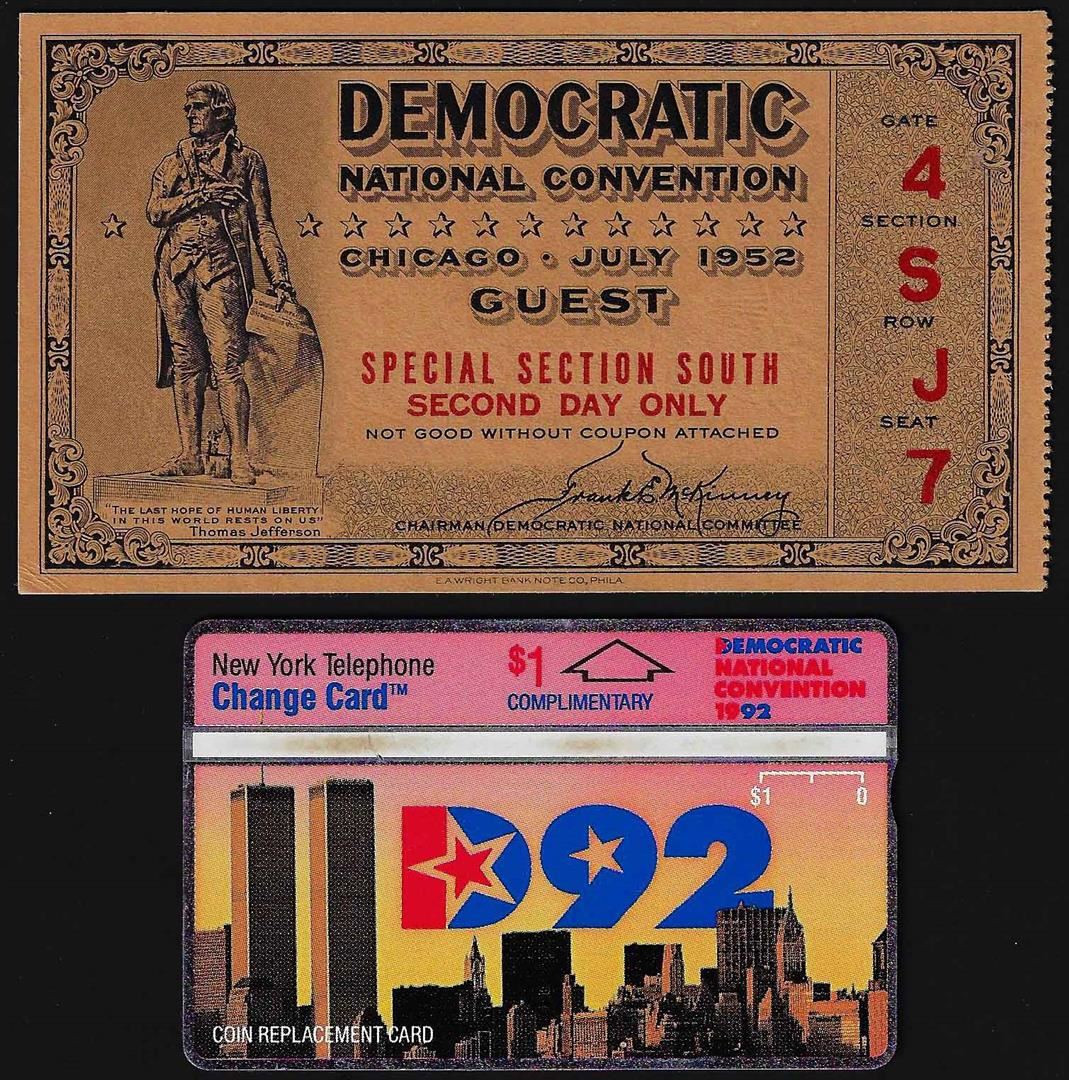 DEMOCRATIC
NATIONAL CONVENTION
CHICAGO · JULY 1952
GUEST
SPECIAL SECTION SOUTH
SECOND DAY ONLY
NOT GOOD WITHOUT COUPON ATTACHED
Frank E. McKinney
CHAIRMAN, DEMOCRATIC NATIONAL COMMITTEE
"THE LAST HOPE OF HUMAN LIBERTY
IN THIS WORLD RESTS ON US"
Thomas Jefferson
GATE
4
SECTION
S
ROW
J
SEAT
7
E.A. WRIGHT BANK NOTE CO., PHILA.
New York Telephone
Change Card™
$1
COMPLIMENTARY
DEMOCRATIC
NATIONAL
CONVENTION
1992
$1 0
D92
COIN REPLACEMENT CARD